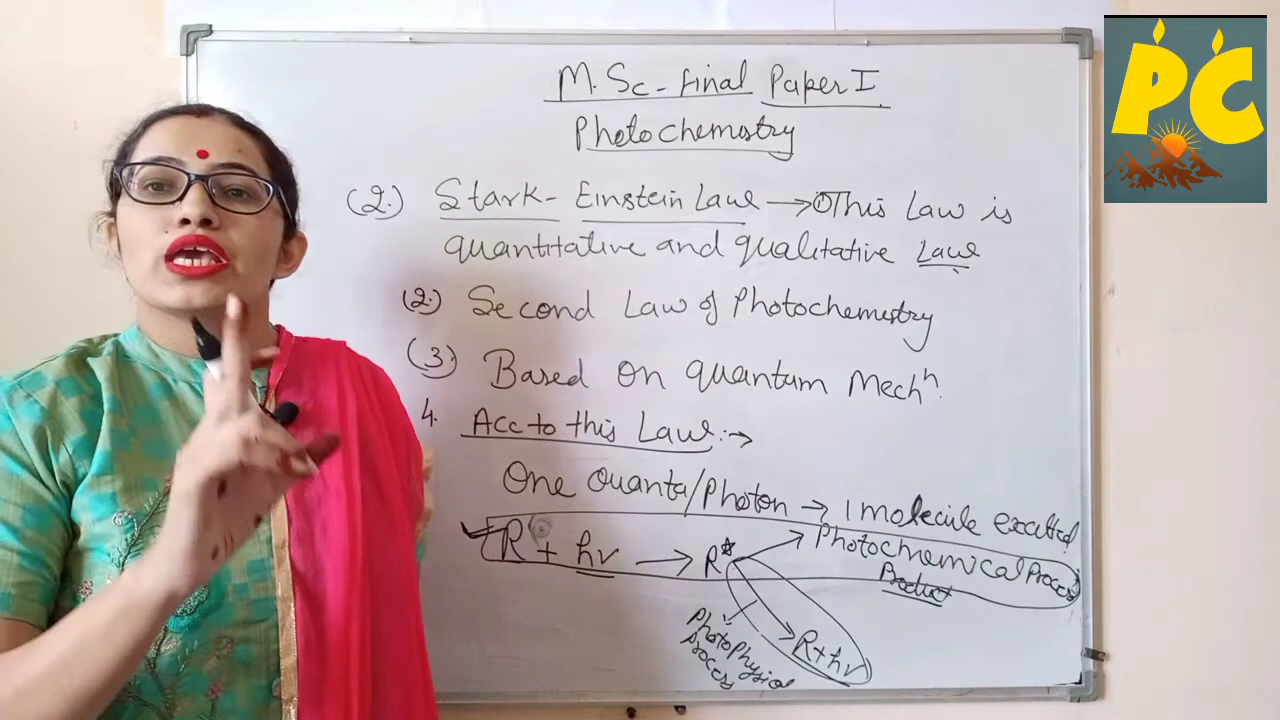 M.Sc-final Paper I
Photochemistry
(2.) Stark-Einstein Law → ① This Law is
quantitative and qualitative Law
(2.) Second Law of Photochemistry
(3.) Based on quantum Mechⁿ.
4. Acc to this Law:→
One Quanta/Photon → 1 molecule excited
R + hν → R* → Photochemical Process
Product
Photophysical
process
R+hν
PC